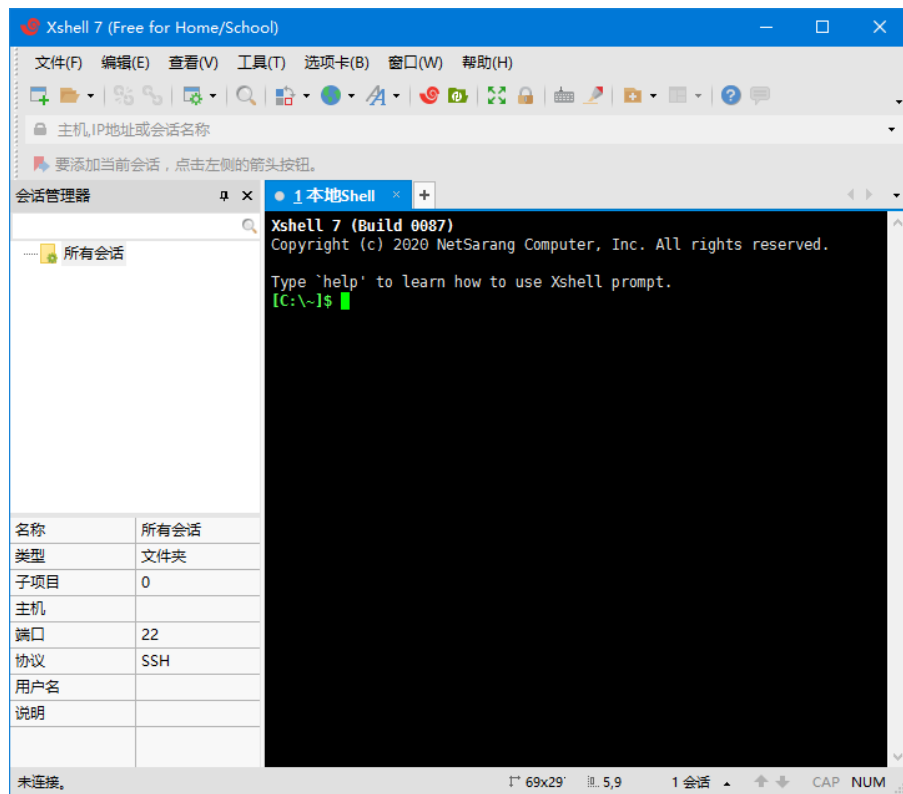 Xshell 7 (Free for Home/School)
文件(F) 编辑(E) 查看(V) 工具(T) 选项卡(B) 窗口(W) 帮助(H)
主机,IP地址或会话名称
要添加当前会话，点击左侧的箭头按钮。
会话管理器
1 本地Shell × +
所有会话
Xshell 7 (Build 0087)
Copyright (c) 2020 NetSarang Computer, Inc. All rights reserved.
Type `help' to learn how to use Xshell prompt.
[C:\~]$
名称 所有会话
类型 文件夹
子项目 0
主机
端口 22
协议 SSH
用户名
说明
未连接。 69x29 5,9 1 会话 CAP NUM